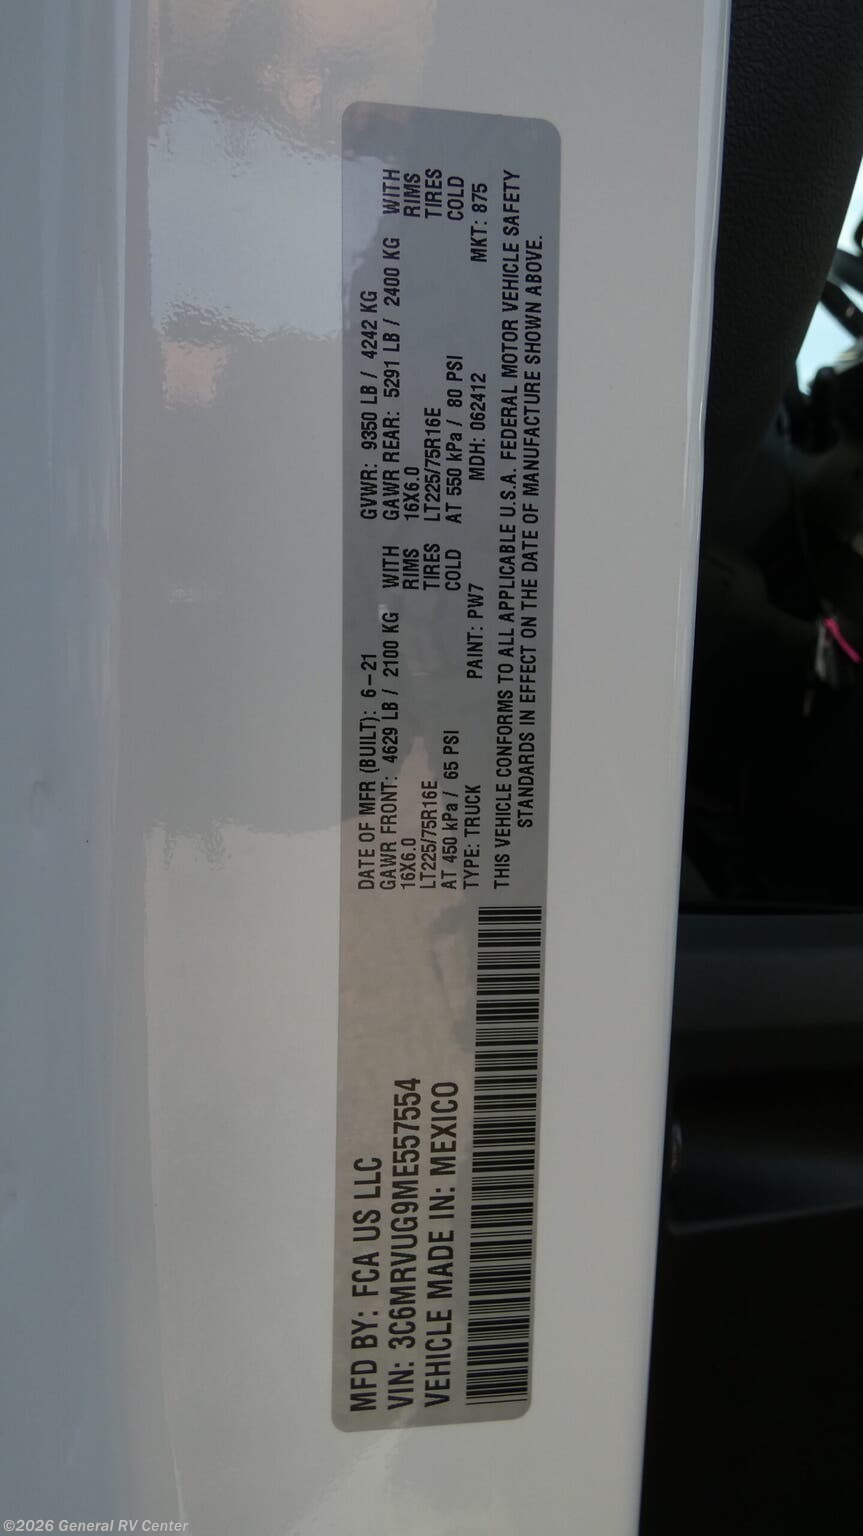 MFD BY: FCA US LLC
VIN: 3C6MRVUG9ME557554
VEHICLE MADE IN: MEXICO
DATE OF MFR (BUILT): 6-21 GVWR: 9350 LB / 4242 KG
GAWR FRONT: 4629 LB / 2100 KG WITH GAWR REAR: 5291 LB / 2400 KG WITH
16X6.0 RIMS 16X6.0 RIMS
LT225/75R16E TIRES LT225/75R16E TIRES
AT 450 kPa / 65 PSI COLD AT 550 kPa / 80 PSI COLD
TYPE: TRUCK PAINT: PW7 MDH: 062412 MKT: 875
THIS VEHICLE CONFORMS TO ALL APPLICABLE U.S.A. FEDERAL MOTOR VEHICLE SAFETY
STANDARDS IN EFFECT ON THE DATE OF MANUFACTURE SHOWN ABOVE.
©2026 General RV Center